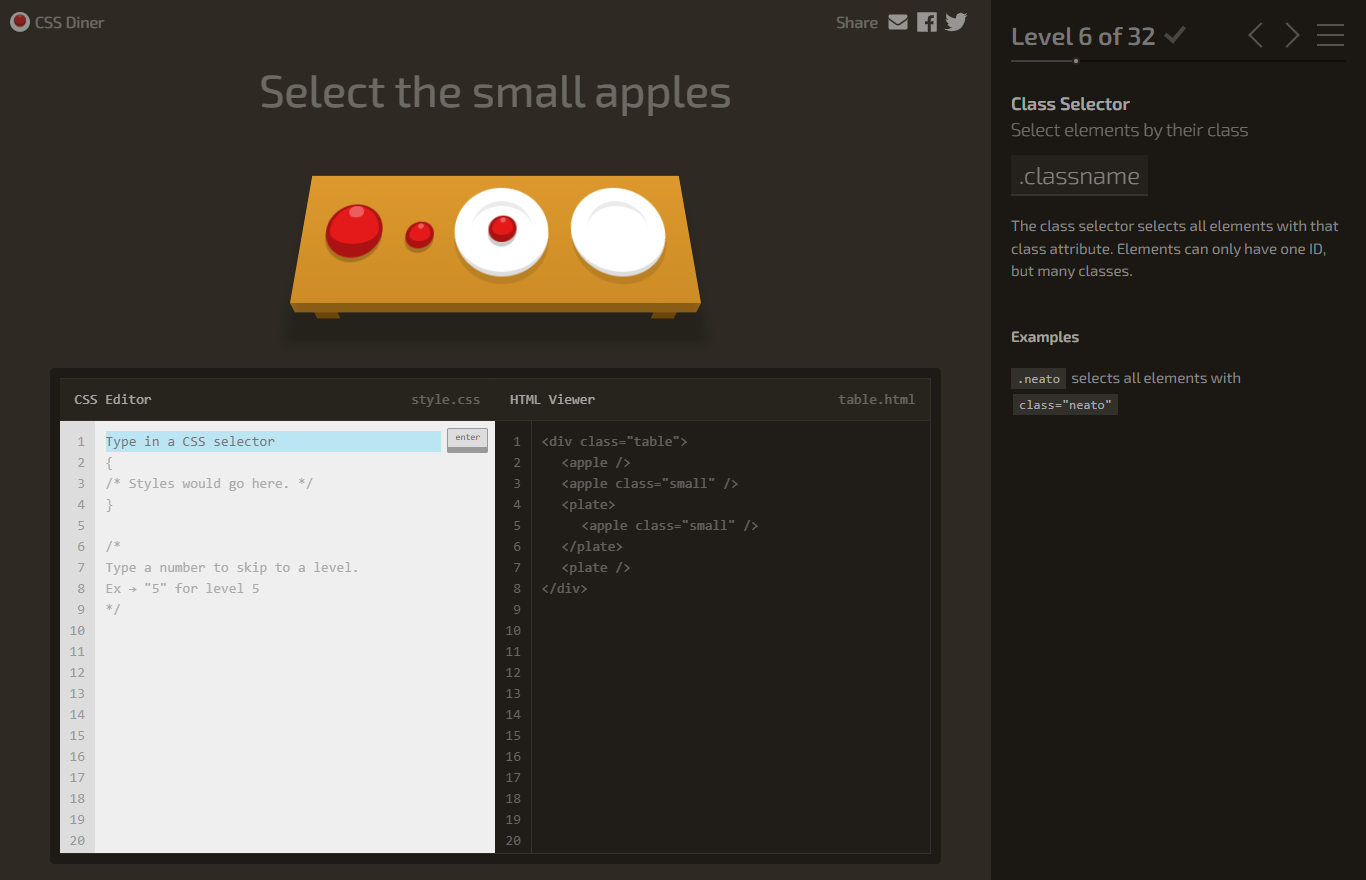 CSS Diner
Share
Select the small apples
CSS Editor
style.css
HTML Viewer
table.html
1
2
3
4
5
6
7
8
9
10
11
12
13
14
15
16
17
18
19
20
Type in a CSS selector
enter
{
/* Styles would go here. */
}
/*
Type a number to skip to a level.
Ex → "5" for level 5
*/
1
2
3
4
5
6
7
8
9
10
11
12
13
14
15
16
17
18
19
20
<div class="table">
<apple />
<apple class="small" />
<plate>
<apple class="small" />
</plate>
<plate />
</div>
Level 6 of 32
Class Selector
Select elements by their class
.classname
The class selector selects all elements with that
class attribute. Elements can only have one ID,
but many classes.
Examples
.neato selects all elements with
class="neato"